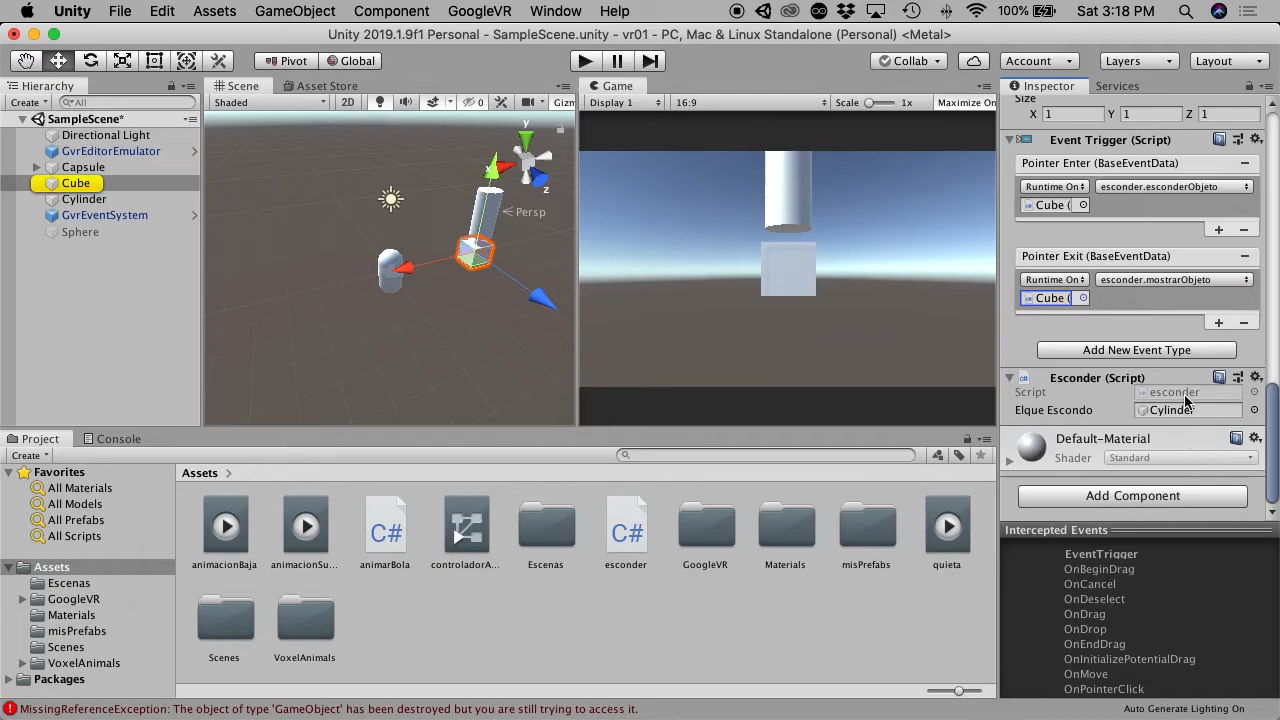 Unity File Edit Assets GameObject Component GoogleVR Window Help 100% Sat 3:18 PM
Unity 2019.1.9f1 Personal - SampleScene.unity - vr01 - PC, Mac & Linux Standalone (Personal) <Metal>
Pivot Global Collab Account Layers Layout
Hierarchy Scene Asset Store Game Inspector Services
Create All Shaded 2D 0 Gizm Display 1 16:9 Scale 1x Maximize On
Size
X 1 Y 1 Z 1
SampleScene*
Directional Light
GvrEditorEmulator
Capsule
Cube
Cylinder
GvrEventSystem
Sphere
y
z
Persp
Event Trigger (Script)
Pointer Enter (BaseEventData)
Runtime On esconder.esconderObjeto
Cube (
Pointer Exit (BaseEventData)
Runtime On esconder.mostrarObjeto
Cube (
Add New Event Type
Esconder (Script)
Script esconder
Elque Escondo Cylinder
Default-Material
Shader Standard
Add Component
Project Console
Create
Favorites
All Materials
All Models
All Prefabs
All Scripts
Assets
Escenas
GoogleVR
Materials
misPrefabs
Scenes
VoxelAnimals
Packages
Assets
C# C#
animacionBaja animacionSu... animarBola controladorA... Escenas esconder GoogleVR Materials misPrefabs quieta
Scenes VoxelAnimals
Intercepted Events
EventTrigger
OnBeginDrag
OnCancel
OnDeselect
OnDrag
OnDrop
OnEndDrag
OnInitializePotentialDrag
OnMove
OnPointerClick
MissingReferenceException: The object of type 'GameObject' has been destroyed but you are still trying to access it.
Auto Generate Lighting On